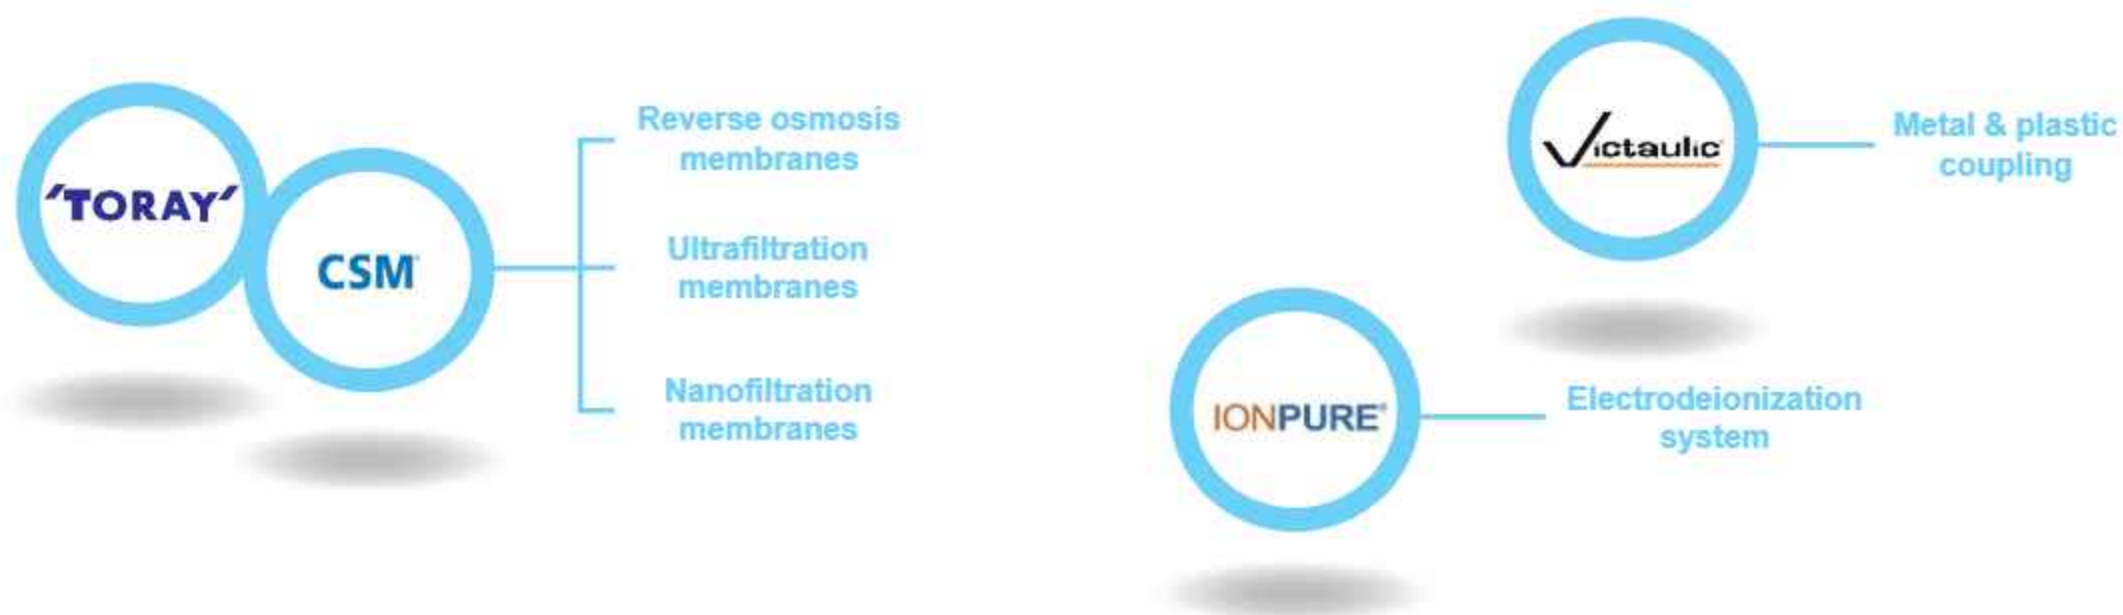 'TORAY'
CSM
Reverse osmosis
membranes
Ultrafiltration
membranes
Nanofiltration
membranes
Victaulic
Metal & plastic
coupling
IONPURE®
Electrodeionization
system